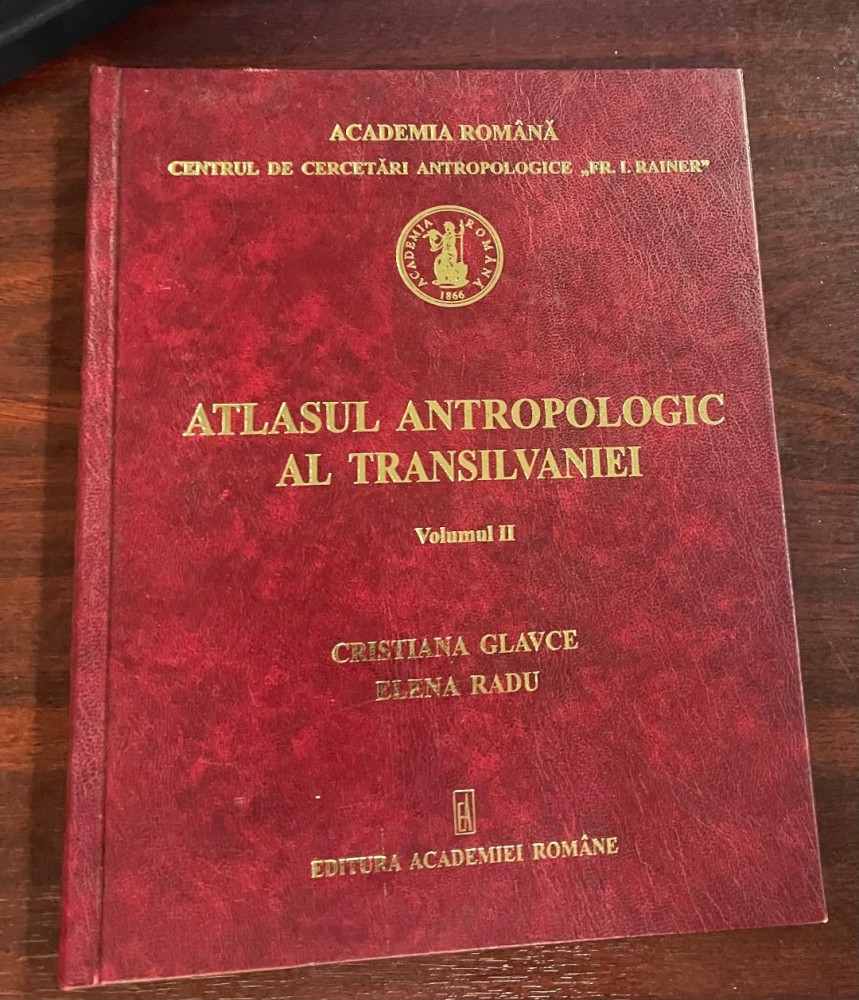 ACADEMIA ROMÂNĂ
CENTRUL DE CERCETĂRI ANTROPOLOGICE „FR. I. RAINER”
ACADEMIA ROMÂNĂ
1866
ATLASUL ANTROPOLOGIC
AL TRANSILVANIEI
Volumul II
CRISTIANA GLAVCE
ELENA RADU
EA
EDITURA ACADEMIEI ROMÂNE